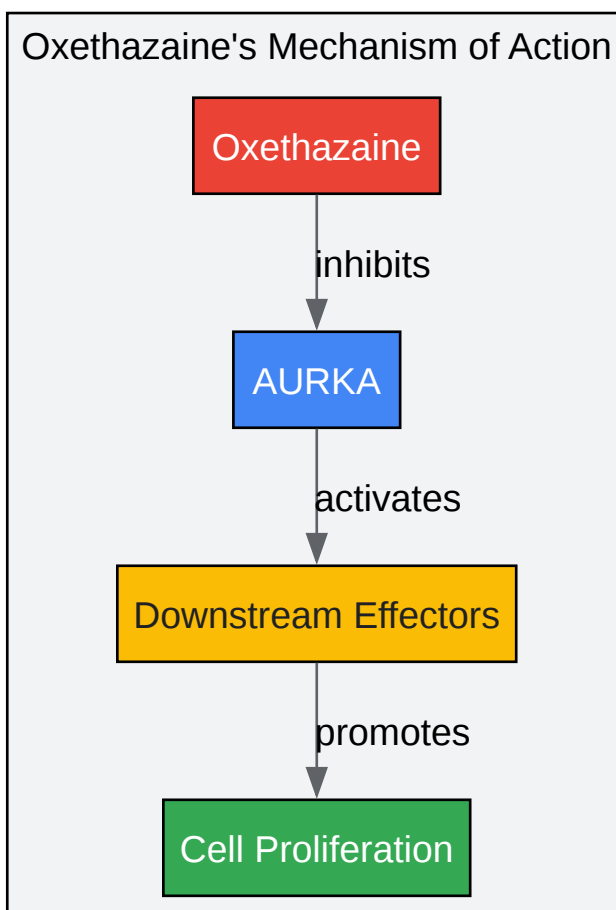 Oxethazaine's Mechanism of Action
Oxethazaine
inhibits
AURKA
activates
Downstream Effectors
promotes
Cell Proliferation